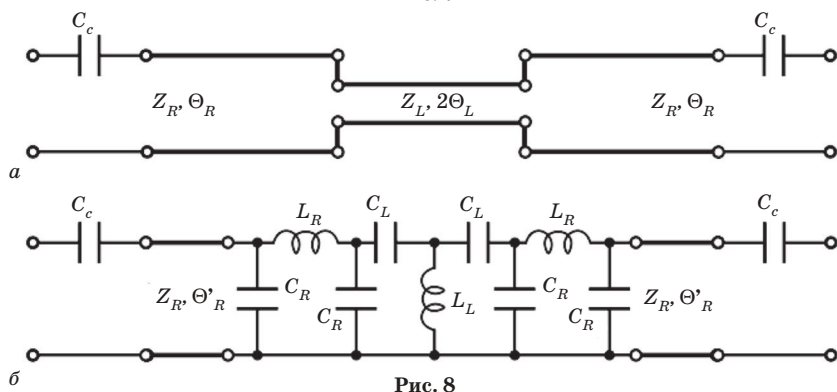 C_c C_c
Z_R, Θ_R Z_L, 2Θ_L Z_R, Θ_R
а
C_c L_R C_L C_L L_R C_c
Z_R, Θ'_R C_R C_R L_L C_R C_R Z_R, Θ'_R
б
Рис. 8